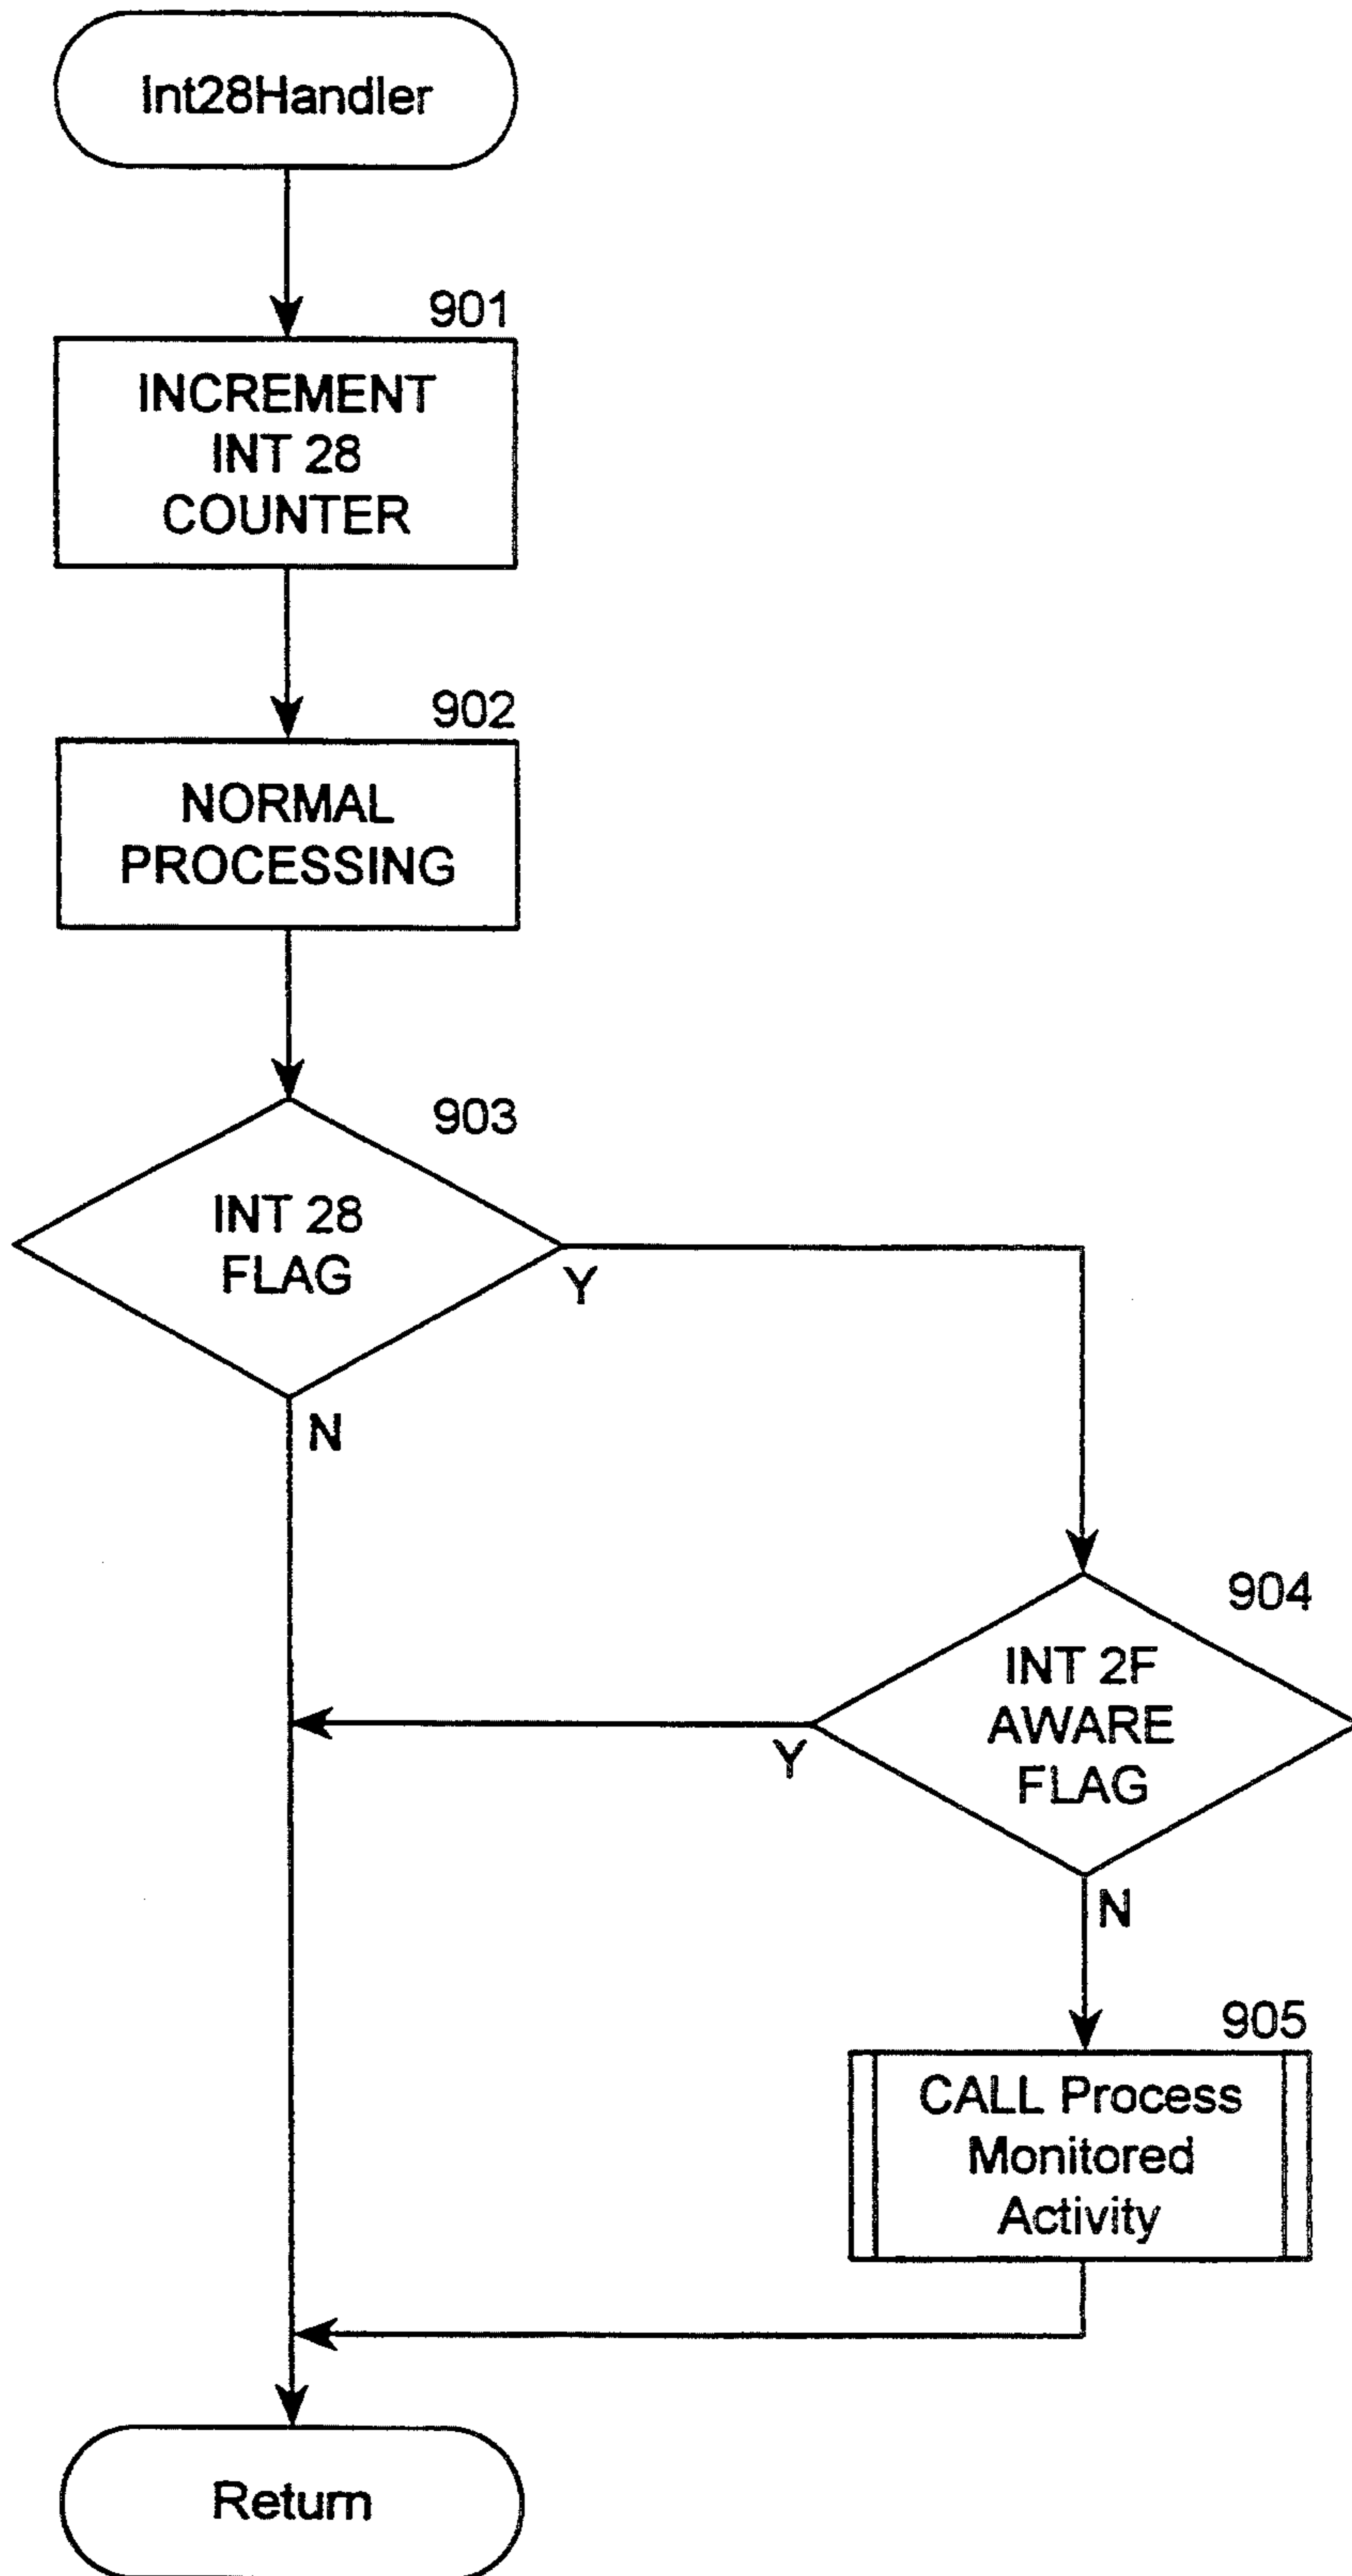 Int28Handler
901
INCREMENT
INT 28
COUNTER
902
NORMAL
PROCESSING
903
INT 28
FLAG
Y
N
904
INT 2F
AWARE
FLAG
Y
N
905
CALL Process
Monitored
Activity
Return